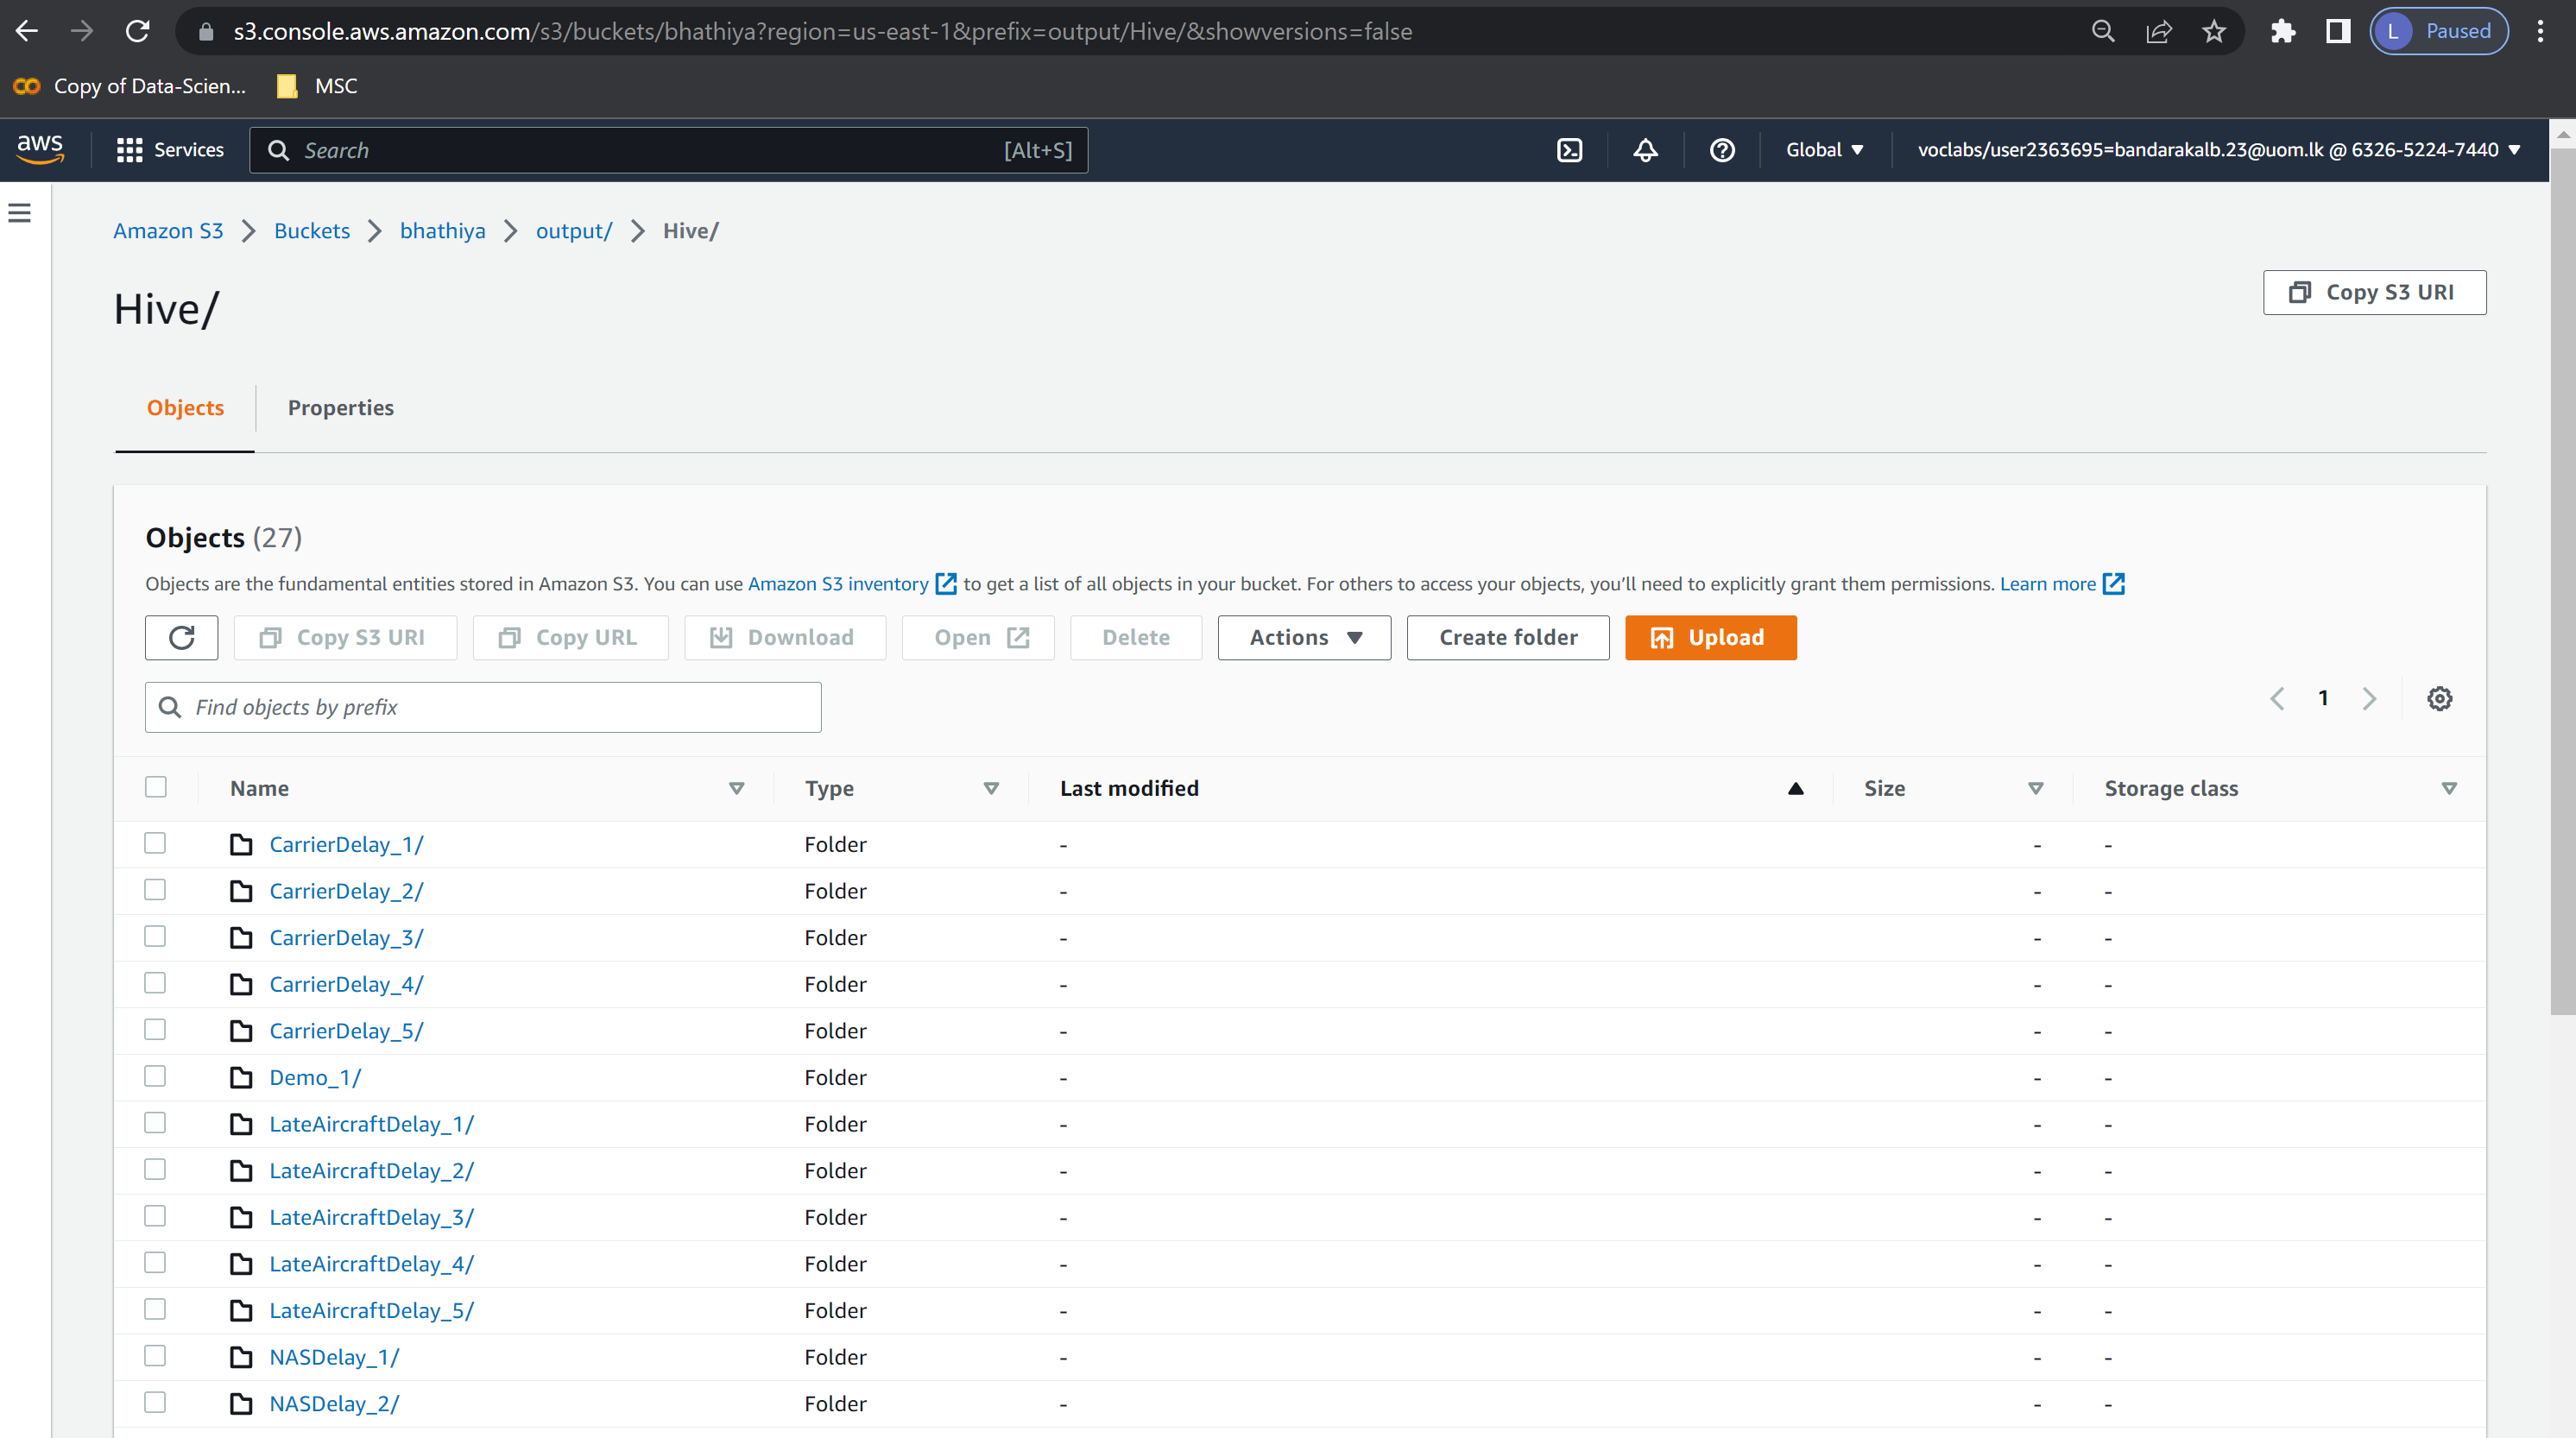 s3.console.aws.amazon.com/s3/buckets/bhathiya?region=us-east-1&prefix=output/Hive/&showversions=false
L Paused
Copy of Data-Scien... MSC
aws Services Search [Alt+S] Global voclabs/user2363695=bandarakalb.23@uom.lk @ 6326-5224-7440
Amazon S3 Buckets bhathiya output/ Hive/
Hive/
Copy S3 URI
Objects Properties
Objects (27)
Objects are the fundamental entities stored in Amazon S3. You can use Amazon S3 inventory to get a list of all objects in your bucket. For others to access your objects, you'll need to explicitly grant them permissions. Learn more
Copy S3 URI Copy URL Download Open Delete Actions Create folder Upload
Find objects by prefix
1
Name Type Last modified Size Storage class
CarrierDelay_1/ Folder - - -
CarrierDelay_2/ Folder - - -
CarrierDelay_3/ Folder - - -
CarrierDelay_4/ Folder - - -
CarrierDelay_5/ Folder - - -
Demo_1/ Folder - - -
LateAircraftDelay_1/ Folder - - -
LateAircraftDelay_2/ Folder - - -
LateAircraftDelay_3/ Folder - - -
LateAircraftDelay_4/ Folder - - -
LateAircraftDelay_5/ Folder - - -
NASDelay_1/ Folder - - -
NASDelay_2/ Folder - - -